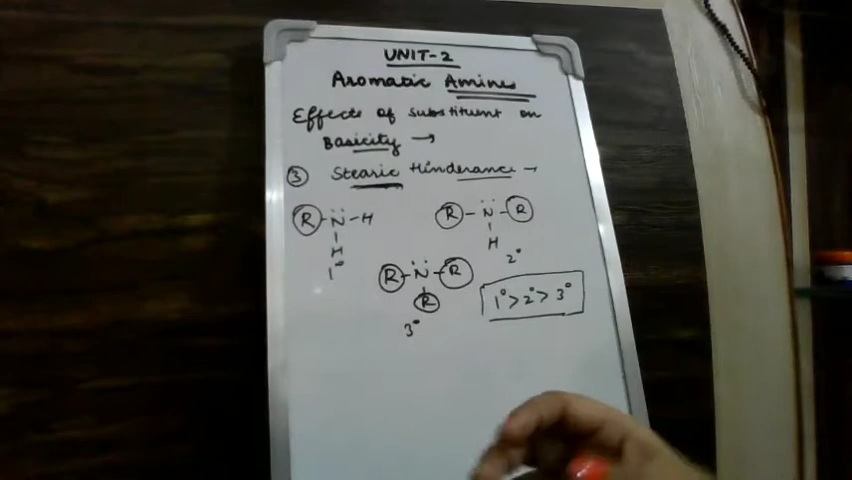 UNIT-2
Aromatic Amines
Effects of substituent on
Basicity →
③ Stearic Hinderance →
R - N̈ - H
H
1°
R - N̈ - R
H
2°
R - N̈ - R
R
3°
1° > 2° > 3°